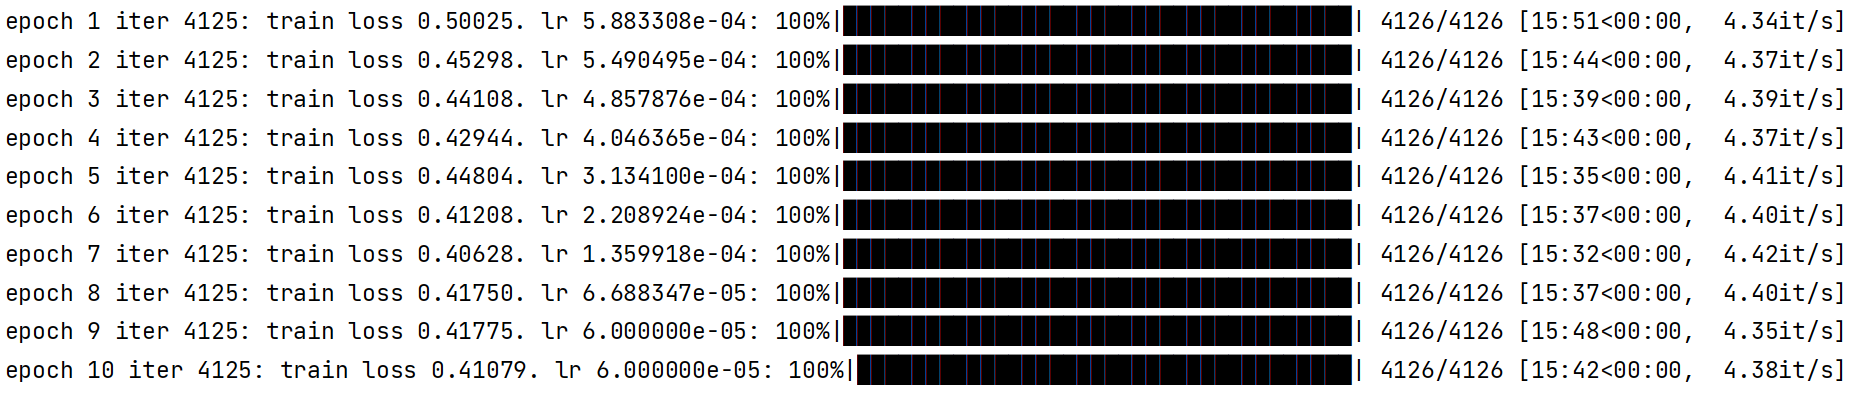 epoch 1 iter 4125: train loss 0.50025. lr 5.883308e-04: 100%|██████████| 4126/4126 [15:51<00:00,  4.34it/s]
epoch 2 iter 4125: train loss 0.45298. lr 5.490495e-04: 100%|██████████| 4126/4126 [15:44<00:00,  4.37it/s]
epoch 3 iter 4125: train loss 0.44108. lr 4.857876e-04: 100%|██████████| 4126/4126 [15:39<00:00,  4.39it/s]
epoch 4 iter 4125: train loss 0.42944. lr 4.046365e-04: 100%|██████████| 4126/4126 [15:43<00:00,  4.37it/s]
epoch 5 iter 4125: train loss 0.44804. lr 3.134100e-04: 100%|██████████| 4126/4126 [15:35<00:00,  4.41it/s]
epoch 6 iter 4125: train loss 0.41208. lr 2.208924e-04: 100%|██████████| 4126/4126 [15:37<00:00,  4.40it/s]
epoch 7 iter 4125: train loss 0.40628. lr 1.359918e-04: 100%|██████████| 4126/4126 [15:32<00:00,  4.42it/s]
epoch 8 iter 4125: train loss 0.41750. lr 6.688347e-05: 100%|██████████| 4126/4126 [15:37<00:00,  4.40it/s]
epoch 9 iter 4125: train loss 0.41775. lr 6.000000e-05: 100%|██████████| 4126/4126 [15:48<00:00,  4.35it/s]
epoch 10 iter 4125: train loss 0.41079. lr 6.000000e-05: 100%|██████████| 4126/4126 [15:42<00:00,  4.38it/s]